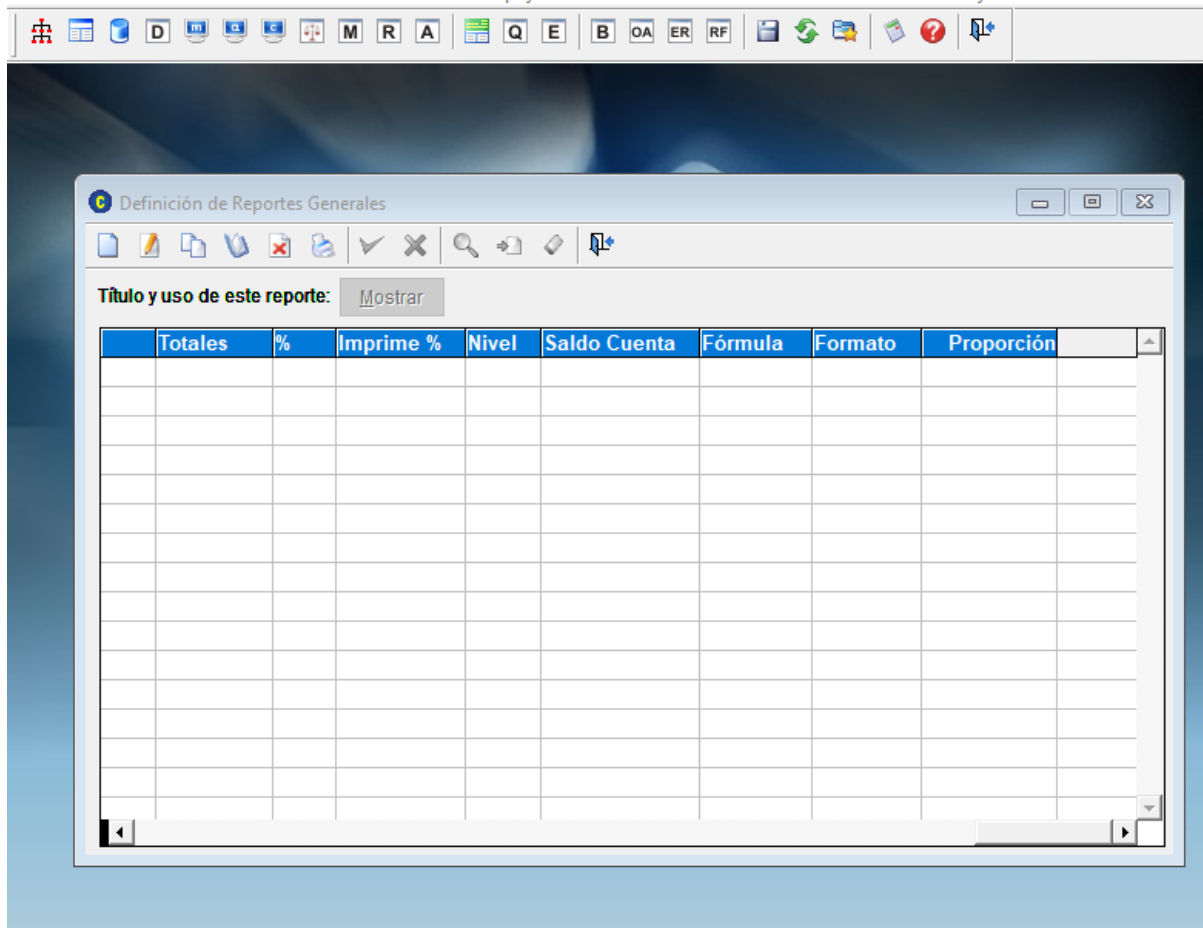 D m a c M R A Q E B OA ER RF ?
C Definición de Reportes Generales
Título y uso de este reporte: Mostrar
Totales % Imprime % Nivel Saldo Cuenta Fórmula Formato Proporción